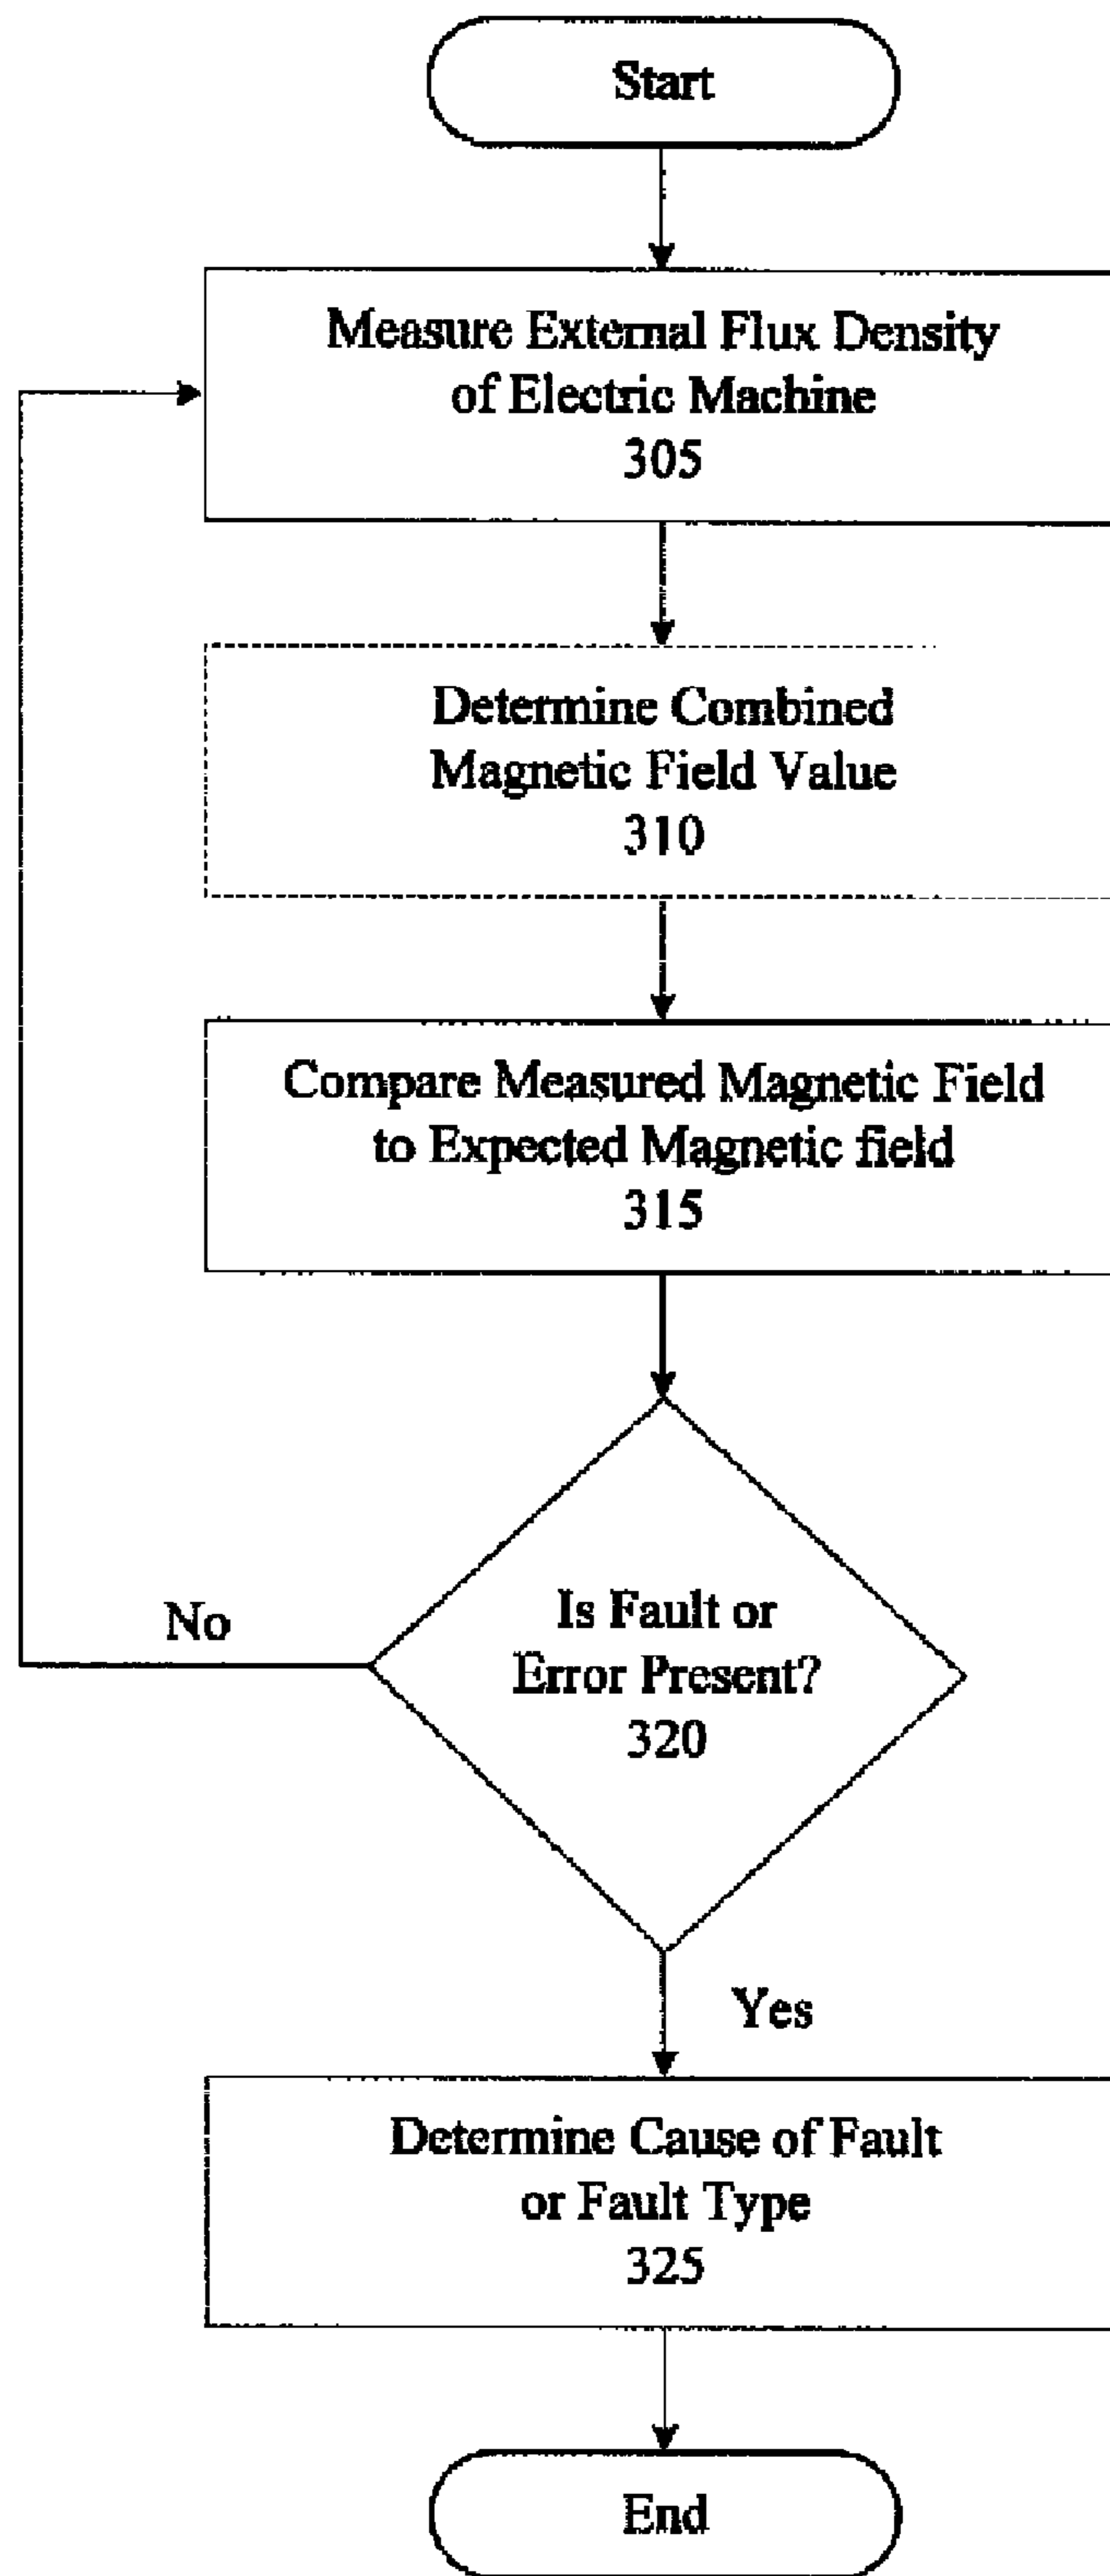 Start
Measure External Flux Density
of Electric Machine
305
Determine Combined
Magnetic Field Value
310
Compare Measured Magnetic Field
to Expected Magnetic field
315
Is Fault or
Error Present?
320
No
Yes
Determine Cause of Fault
or Fault Type
325
End